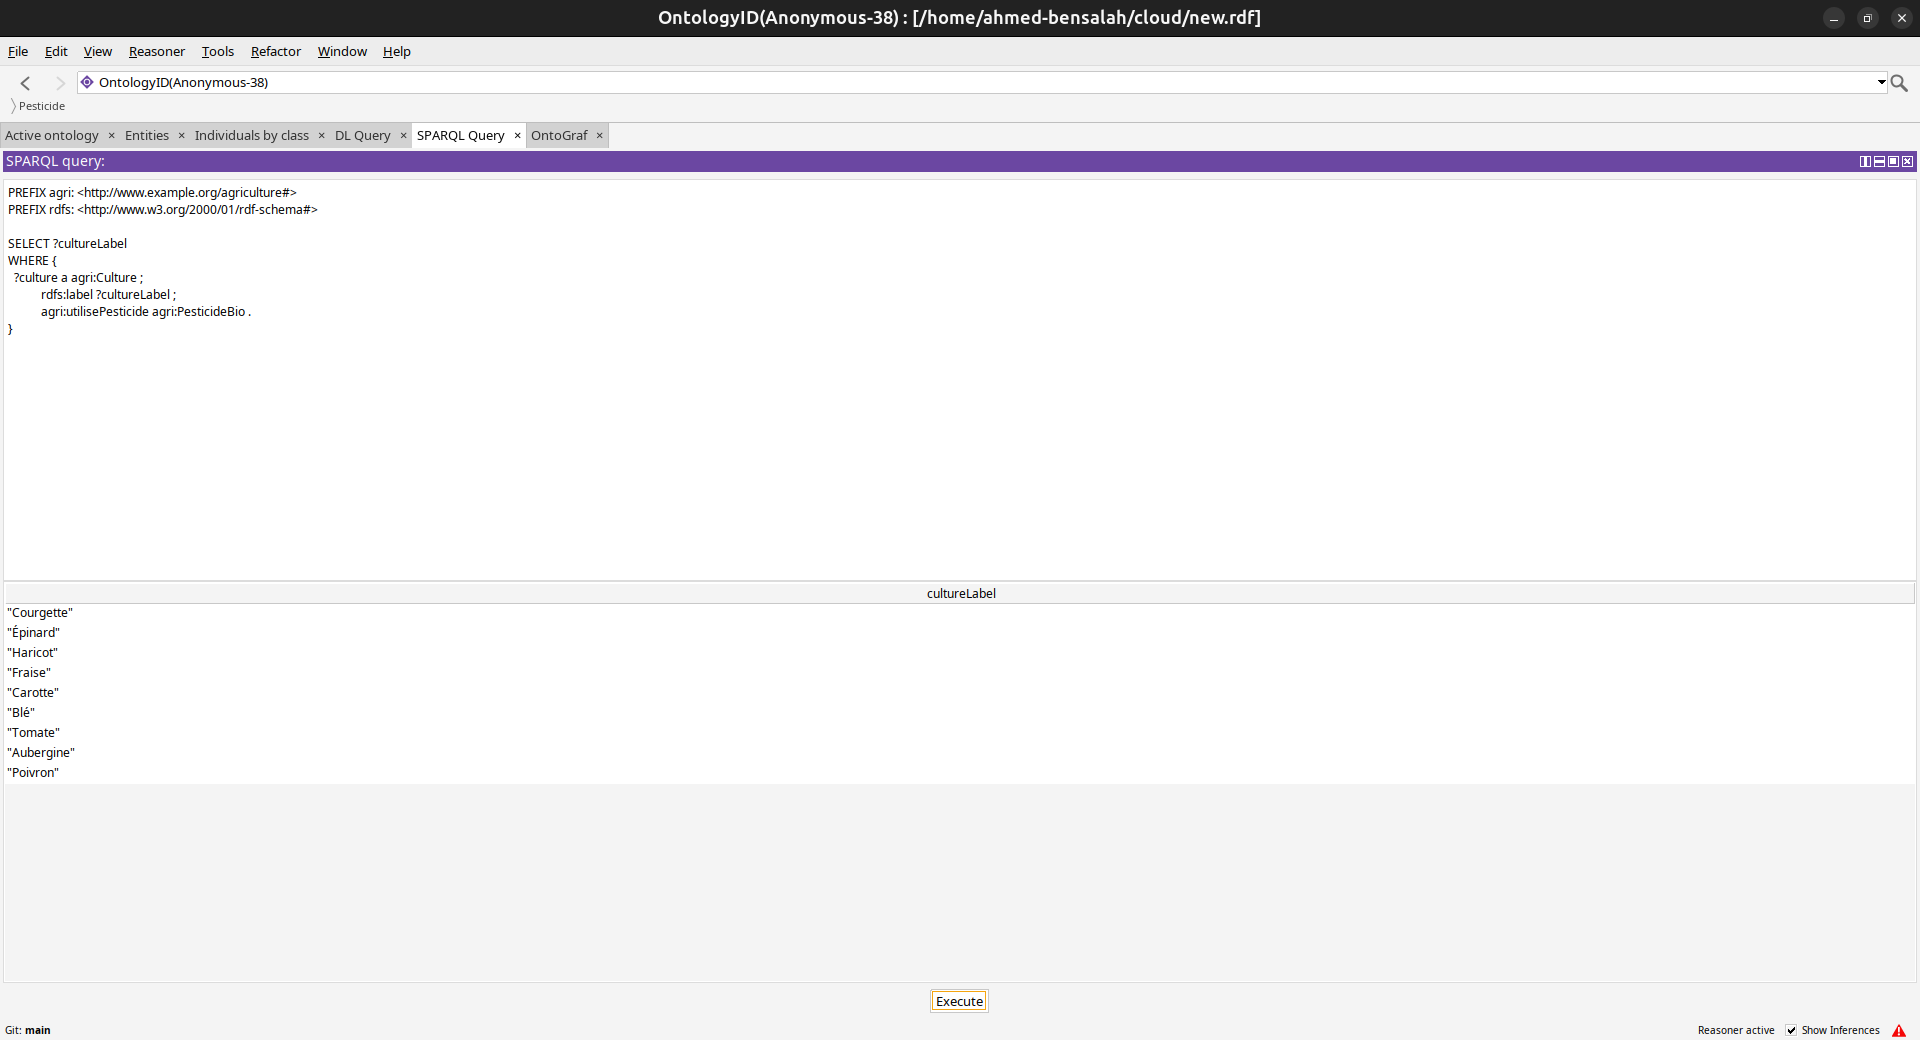 OntologyID(Anonymous-38) : [/home/ahmed-bensalah/cloud/new.rdf]
File Edit View Reasoner Tools Refactor Window Help
OntologyID(Anonymous-38)
Pesticide
Active ontology × Entities × Individuals by class × DL Query × SPARQL Query × OntoGraf ×
SPARQL query:
PREFIX agri: <http://www.example.org/agriculture#>
PREFIX rdfs: <http://www.w3.org/2000/01/rdf-schema#>
SELECT ?cultureLabel
WHERE {
?culture a agri:Culture ;
rdfs:label ?cultureLabel ;
agri:utilisePesticide agri:PesticideBio .
}
cultureLabel
"Courgette"
"Épinard"
"Haricot"
"Fraise"
"Carotte"
"Blé"
"Tomate"
"Aubergine"
"Poivron"
Execute
Git: main
Reasoner active Show Inferences